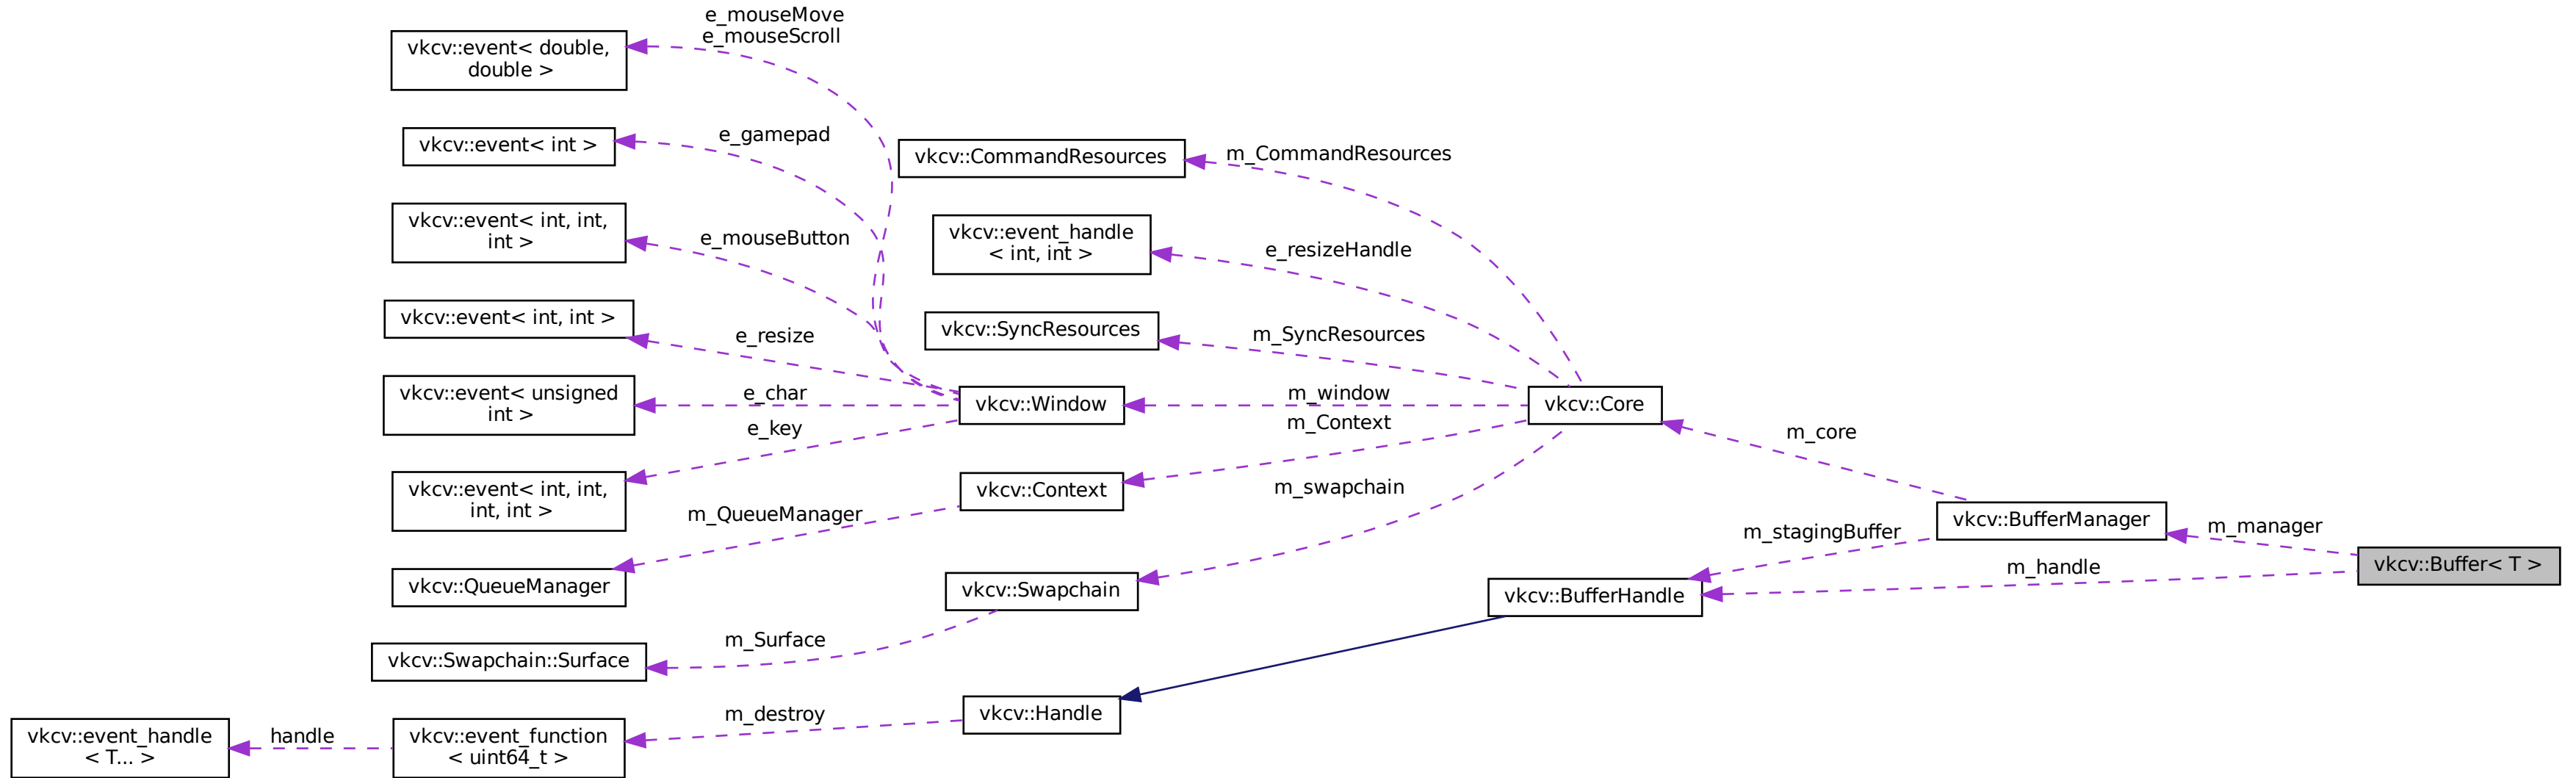 e_mouseMove
e_mouseScroll
vkcv::event< double,
double >
e_gamepad
vkcv::event< int >
vkcv::CommandResources
m_CommandResources
vkcv::event< int, int,
int >
e_mouseButton
vkcv::event_handle
< int, int >
e_resizeHandle
vkcv::event< int, int >
e_resize
vkcv::SyncResources
m_SyncResources
vkcv::event< unsigned
int >
e_char
vkcv::Window
m_window
vkcv::Core
e_key
m_Context
m_core
vkcv::event< int, int,
int, int >
vkcv::Context
m_swapchain
m_QueueManager
m_stagingBuffer
vkcv::BufferManager
m_manager
vkcv::QueueManager
vkcv::Swapchain
vkcv::BufferHandle
m_handle
vkcv::Buffer< T >
m_Surface
vkcv::Swapchain::Surface
vkcv::Handle
m_destroy
vkcv::event_handle
< T... >
handle
vkcv::event_function
< uint64_t >